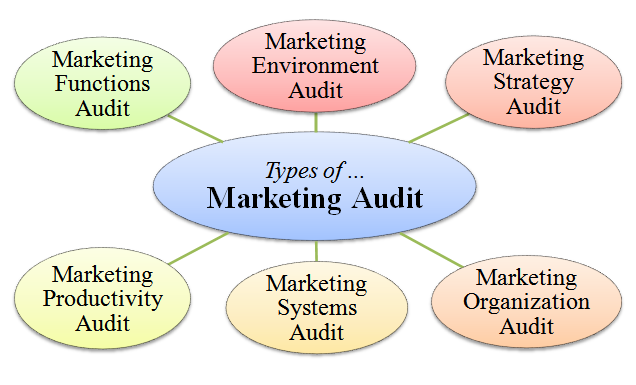 Marketing
Functions
Audit
Marketing
Environment
Audit
Marketing
Strategy
Audit
Types of ...
Marketing Audit
Marketing
Productivity
Audit
Marketing
Systems
Audit
Marketing
Organization
Audit